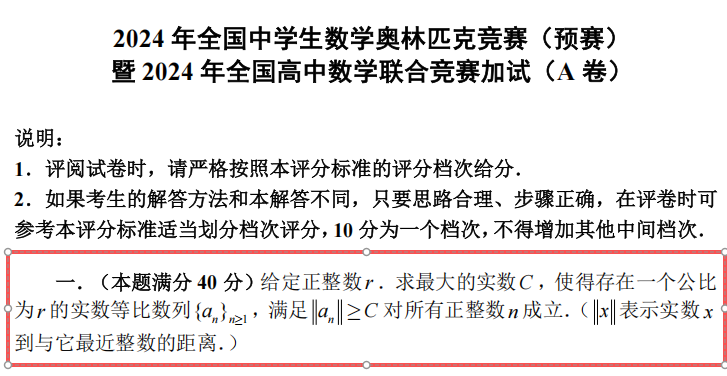 2024 年全国中学生数学奥林匹克竞赛（预赛）
暨 2024 年全国高中数学联合竞赛加试（A 卷）
说明：
1．评阅试卷时，请严格按照本评分标准的评分档次给分．
2．如果考生的解答方法和本解答不同，只要思路合理、步骤正确，在评卷时可
参考本评分标准适当划分档次评分，10 分为一个档次，不得增加其他中间档次．
一．（本题满分 40 分）给定正整数 r．求最大的实数 C，使得存在一个公比
为 r 的实数等比数列 {aₙ}ₙ≥₁，满足 ‖aₙ‖ ≥ C 对所有正整数 n 成立．（‖x‖ 表示实数 x
到与它最近整数的距离．）